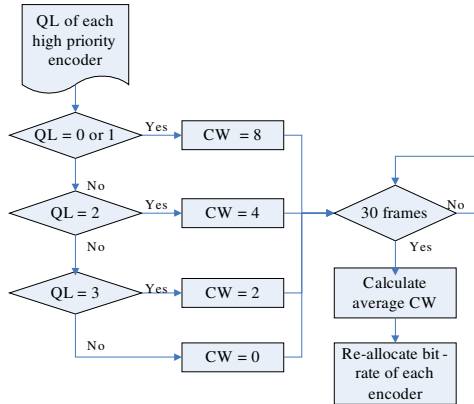 QL of each
high priority
encoder
QL = 0 or 1
Yes
CW = 8
No
QL = 2
Yes
CW = 4
30 frames
No
No
Yes
QL = 3
Yes
CW = 2
Calculate
average CW
No
CW = 0
Re-allocate bit -
rate of each
encoder